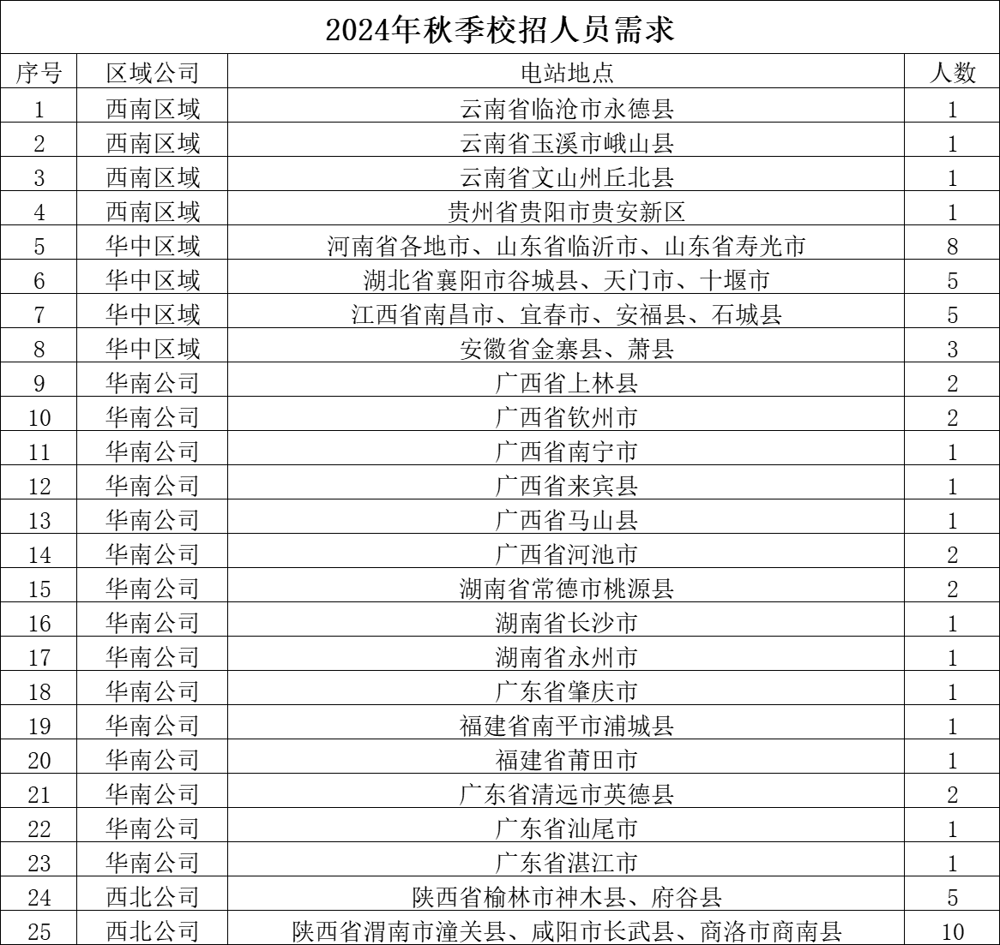 2024年秋季校招人员需求
序号 区域公司 电站地点 人数
1 西南区域 云南省临沧市永德县 1
2 西南区域 云南省玉溪市峨山县 1
3 西南区域 云南省文山州丘北县 1
4 西南区域 贵州省贵阳市贵安新区 1
5 华中区域 河南省各地市、山东省临沂市、山东省寿光市 8
6 华中区域 湖北省襄阳市谷城县、天门市、十堰市 5
7 华中区域 江西省南昌市、宜春市、安福县、石城县 5
8 华中区域 安徽省金寨县、萧县 3
9 华南公司 广西省上林县 2
10 华南公司 广西省钦州市 2
11 华南公司 广西省南宁市 1
12 华南公司 广西省来宾县 1
13 华南公司 广西省马山县 1
14 华南公司 广西省河池市 2
15 华南公司 湖南省常德市桃源县 2
16 华南公司 湖南省长沙市 1
17 华南公司 湖南省永州市 1
18 华南公司 广东省肇庆市 1
19 华南公司 福建省南平市浦城县 1
20 华南公司 福建省莆田市 1
21 华南公司 广东省清远市英德县 2
22 华南公司 广东省汕尾市 1
23 华南公司 广东省湛江市 1
24 西北公司 陕西省榆林市神木县、府谷县 5
25 西北公司 陕西省渭南市潼关县、咸阳市长武县、商洛市商南县 10